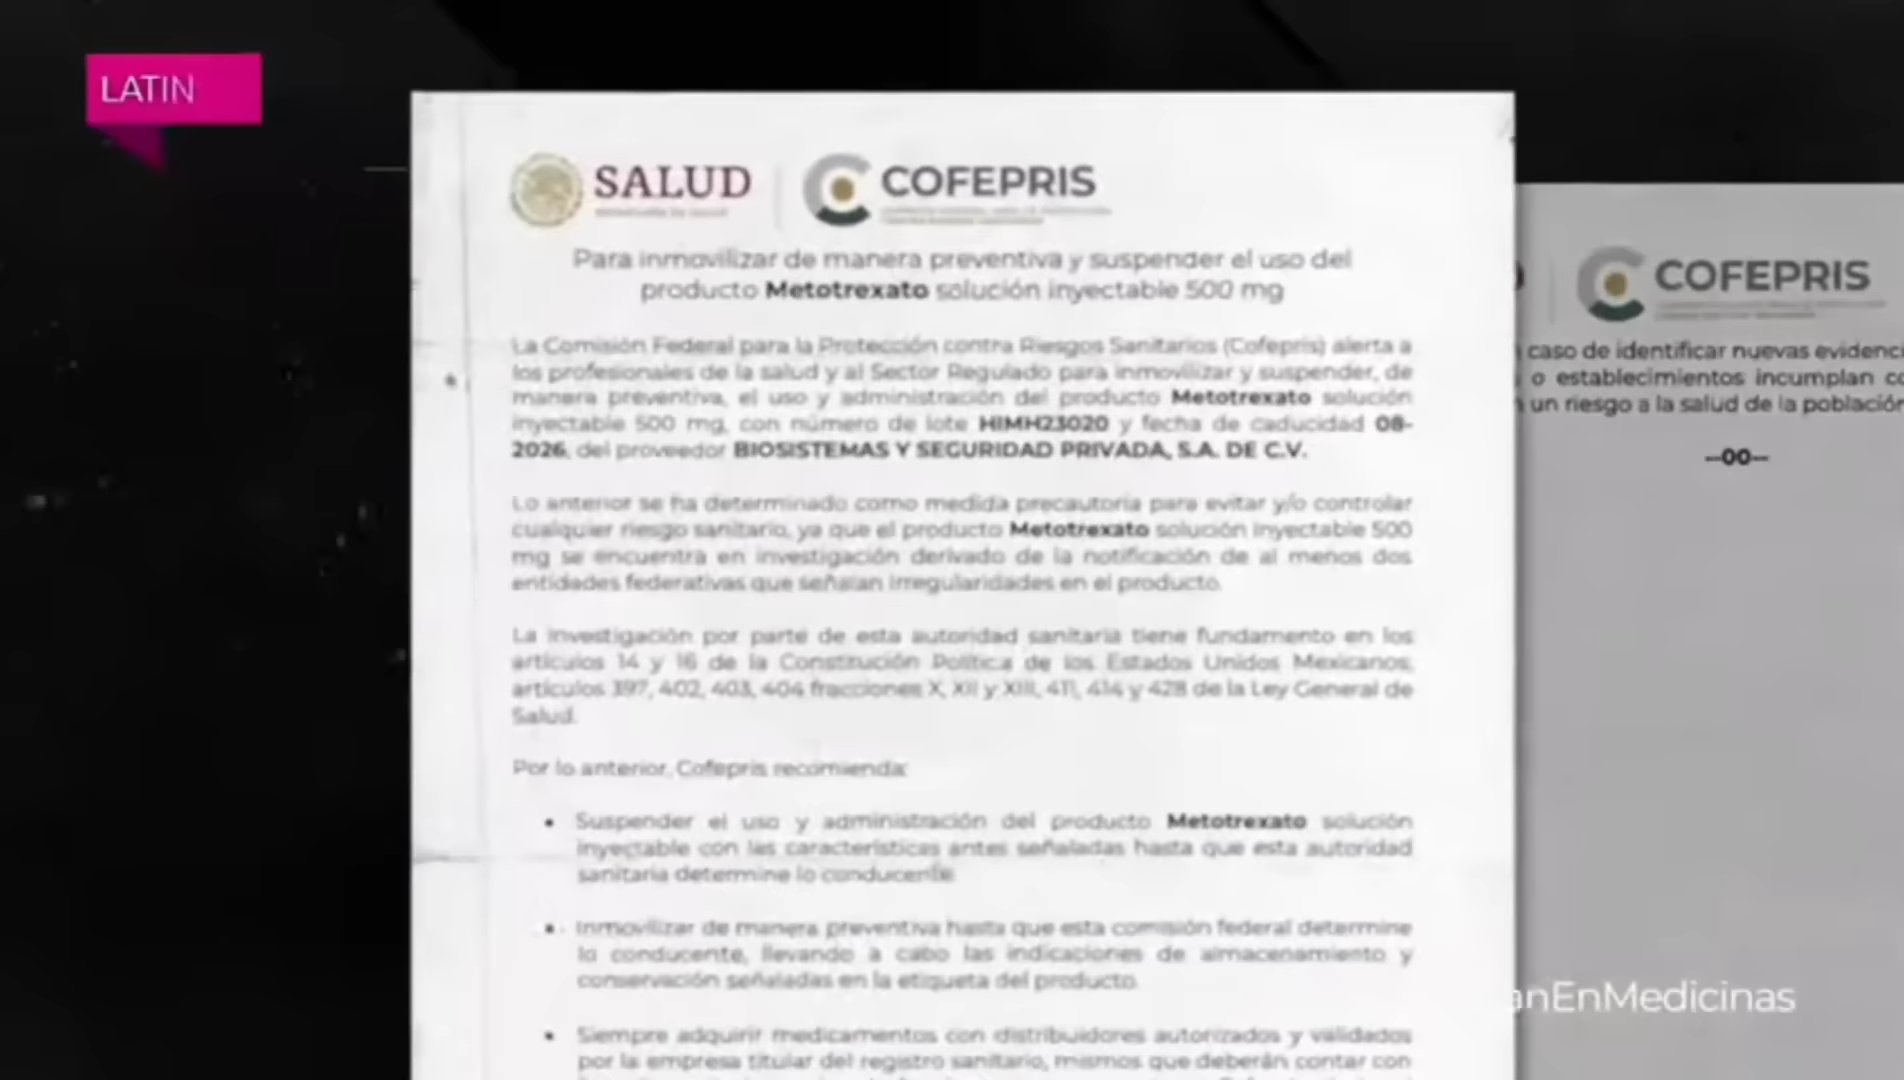 LATIN
SALUD
COFEPRIS
Para inmovilizar de manera preventiva y suspender el uso del
producto Metotrexato solución inyectable 500 mg
La Comisión Federal para la Protección contra Riesgos Sanitarios (Cofepris) alerta a
los profesionales de la salud y al Sector Regulado para inmovilizar y suspender, de
manera preventiva, el uso y administración del producto Metotrexato solución
inyectable 500 mg, con número de lote HIMH23020 y fecha de caducidad 08-
2026, del proveedor BIOSISTEMAS Y SEGURIDAD PRIVADA, S.A. DE C.V.
Lo anterior se ha determinado como medida precautoria para evitar y/o controlar
cualquier riesgo sanitario, ya que el producto Metotrexato solución inyectable 500
mg se encuentra en investigación derivado de la notificación de al menos dos
entidades federativas que señalan irregularidades en el producto.
La investigación por parte de esta autoridad sanitaria tiene fundamento en los
artículos 14 y 16 de la Constitución Política de los Estados Unidos Mexicanos;
artículos 397, 402, 403, 404 fracciones X, XII y XIII, 411, 414 y 428 de la Ley General de
Salud.
Por lo anterior, Cofepris recomienda:
• Suspender el uso y administración del producto Metotrexato solución
inyectable con las características antes señaladas hasta que esta autoridad
sanitaria determine lo conducente
• Inmovilizar de manera preventiva hasta que esta comisión federal determine
lo conducente, llevando a cabo las indicaciones de almacenamiento y
conservación señaladas en la etiqueta del producto.
• Siempre adquirir medicamentos con distribuidores autorizados y validados
por la empresa titular del registro sanitario, mismos que deberán contar con
COFEPRIS
caso de identificar nuevas evidenci
o establecimientos incumplan co
un riesgo a la salud de la población
—00—
anEnMedicinas